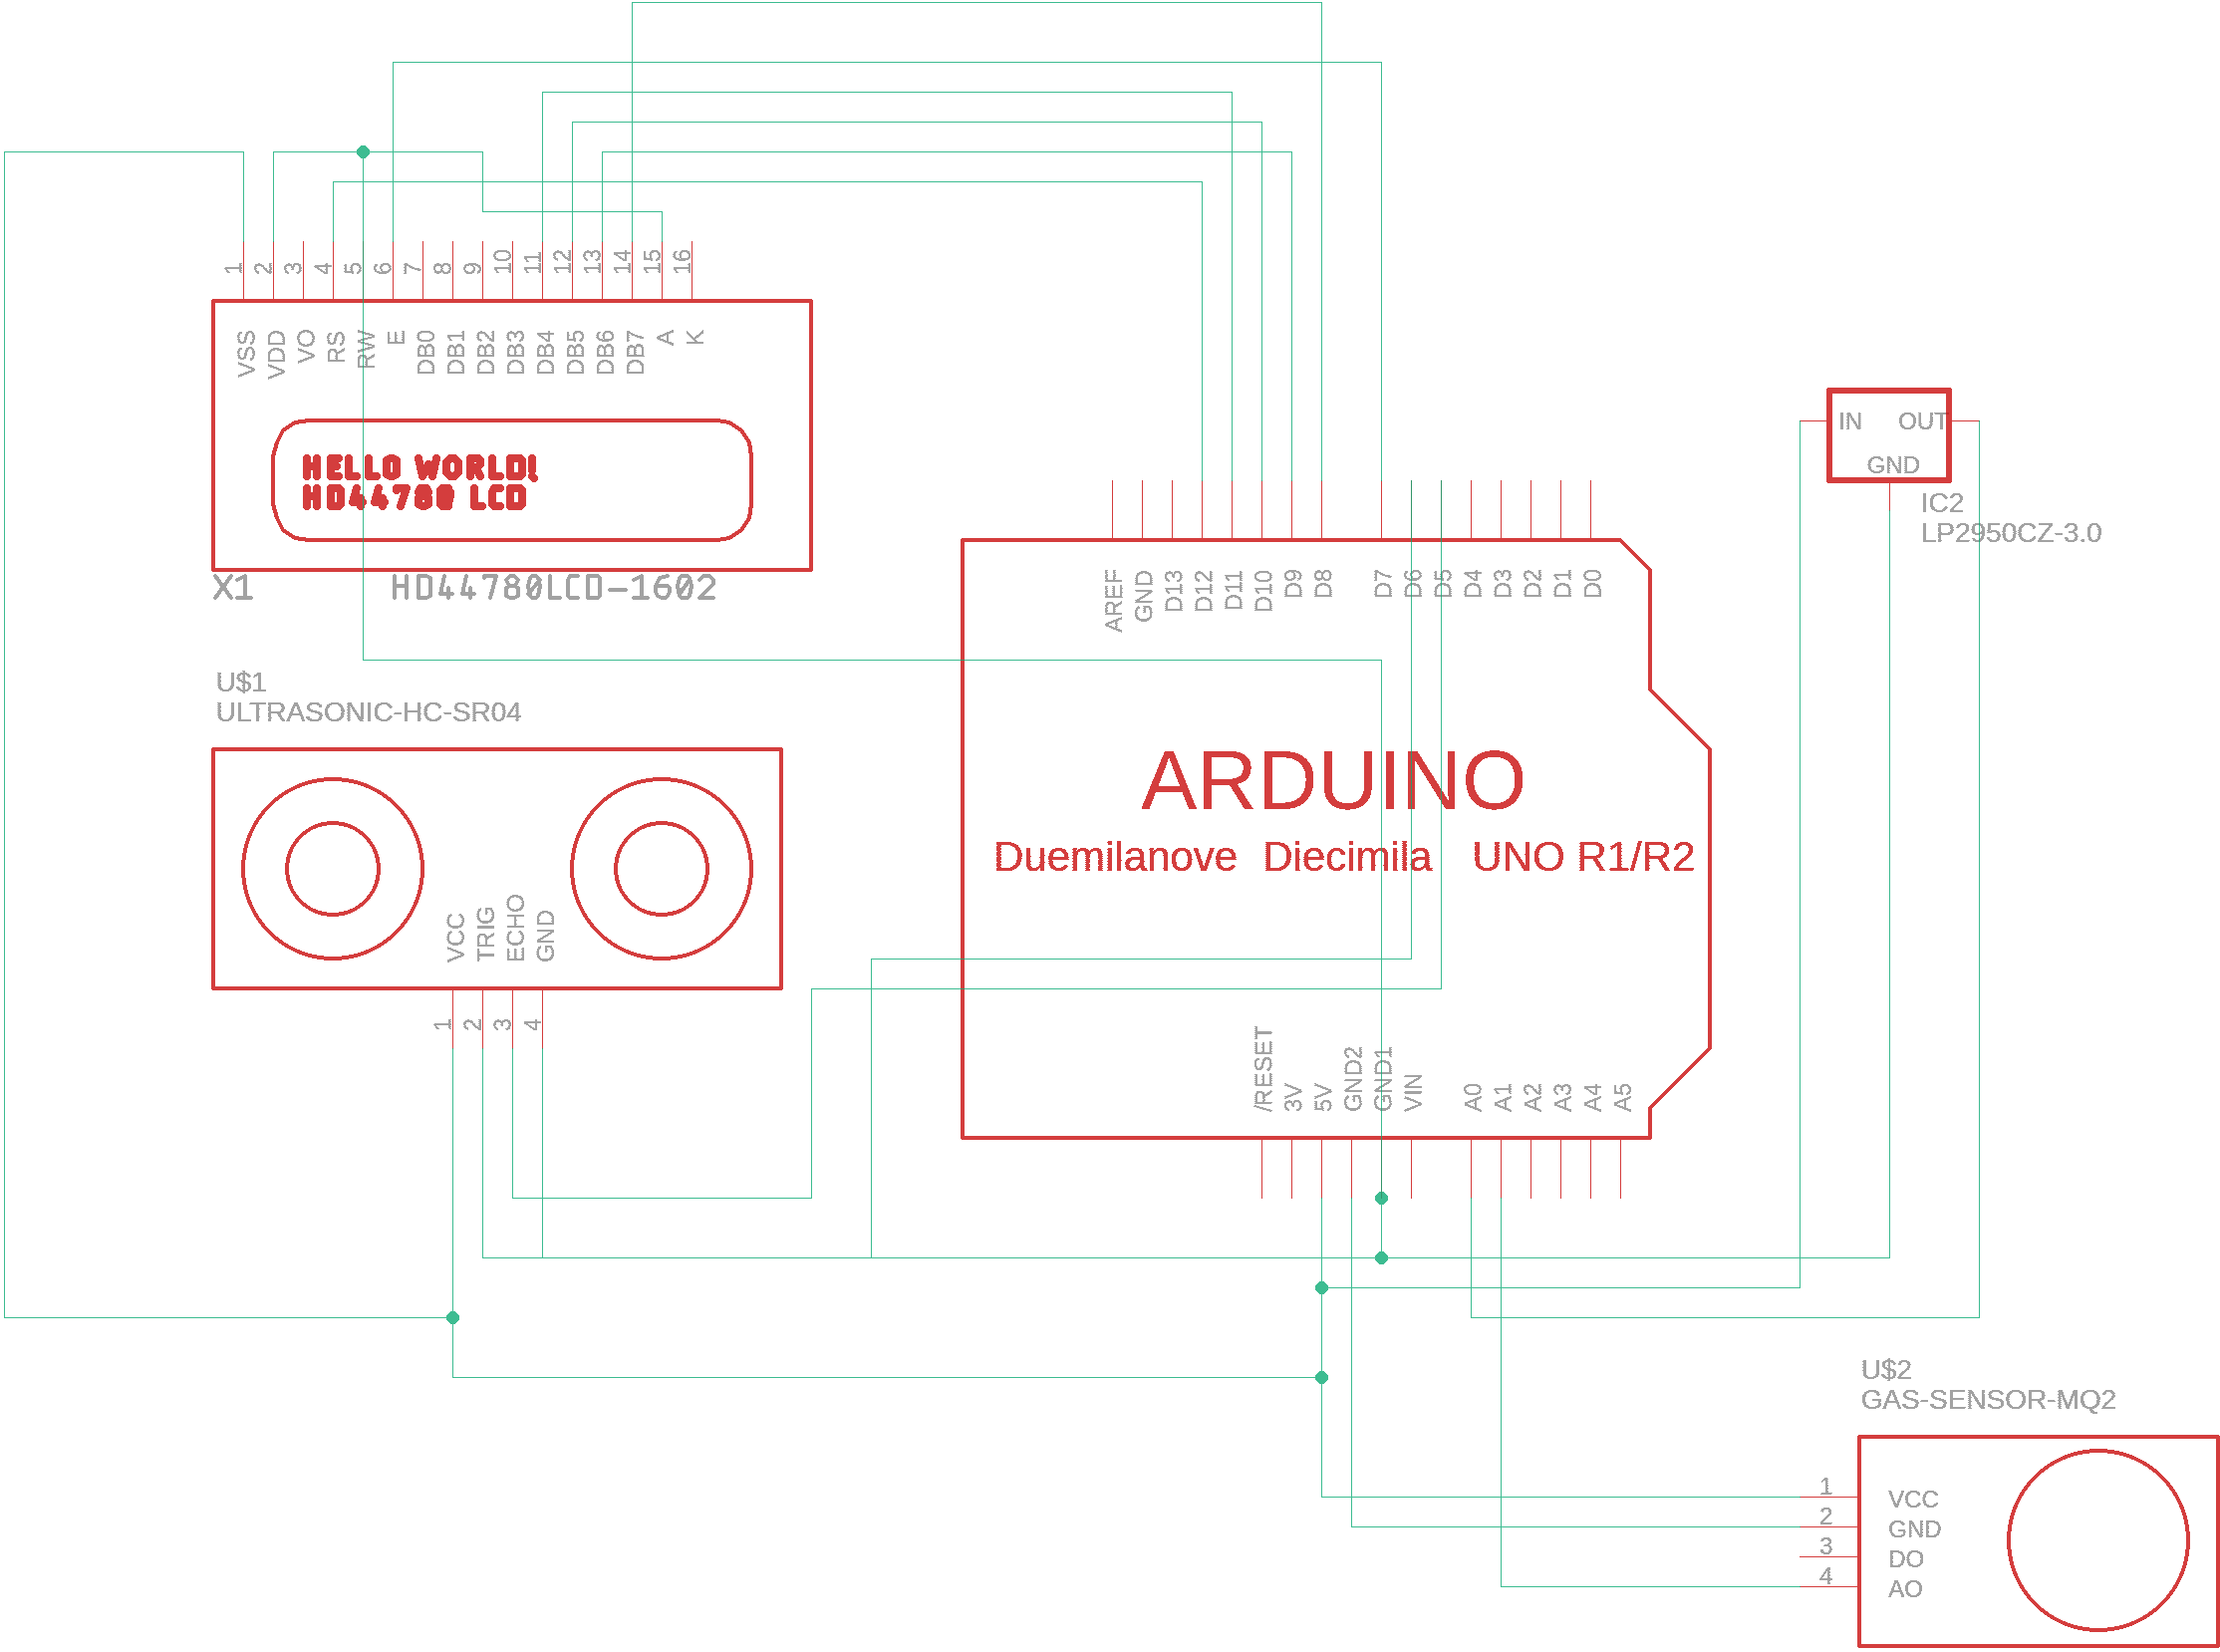 1 2 3 4 5 6 7 8 9 10 11 12 13 14 15 16
VSS VDD VO RS RW E DB0 DB1 DB2 DB3 DB4 DB5 DB6 DB7 A K
HELLO WORLD!
HD44780 LCD
X1 HD44780LCD-1602
IN OUT
GND
IC2
LP2950CZ-3.0
AREF GND D13 D12 D11 D10 D9 D8 D7 D6 D5 D4 D3 D2 D1 D0
ARDUINO
Duemilanove Diecimila UNO R1/R2
/RESET 3V 5V GND2 GND1 VIN A0 A1 A2 A3 A4 A5
U$1
ULTRASONIC-HC-SR04
VCC TRIG ECHO GND
1 2 3 4
U$2
GAS-SENSOR-MQ2
1 VCC
2 GND
3 DO
4 AO